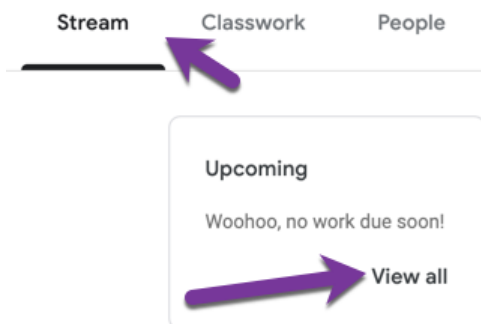 Stream Classwork People
Upcoming
Woohoo, no work due soon!
View all